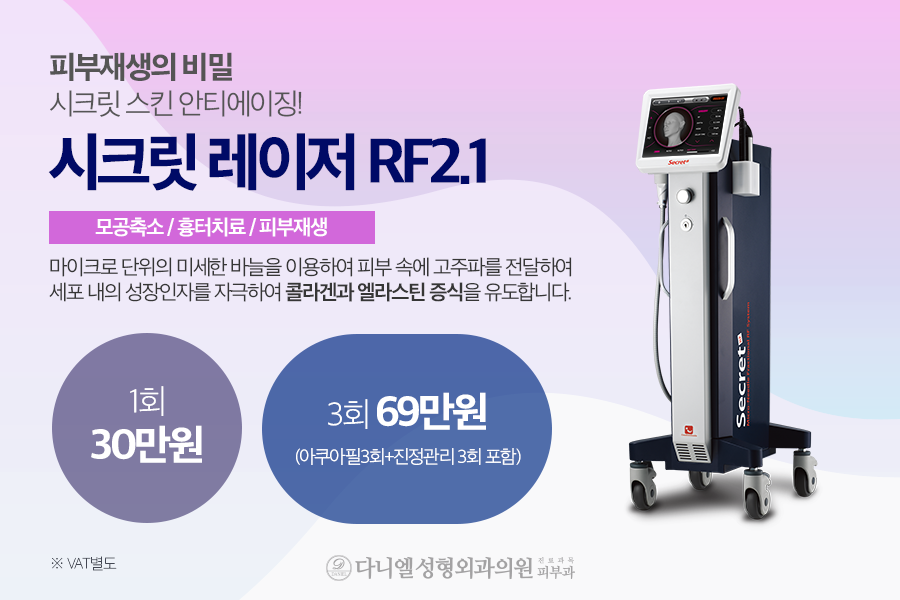 피부재생의 비밀
시크릿 스킨 안티에이징!
시크릿 레이저 RF2.1
모공축소 / 흉터치료 / 피부재생
마이크로 단위의 미세한 바늘을 이용하여 피부 속에 고주파를 전달하여
세포 내의 성장인자를 자극하여 콜라겐과 엘라스틴 증식을 유도합니다.
1회
30만원
3회 69만원
(아쿠아필3회+진정관리 3회 포함)
Secret RF
Secret RF
※ VAT별도
다니엘성형외과의원
진료과목
피부과